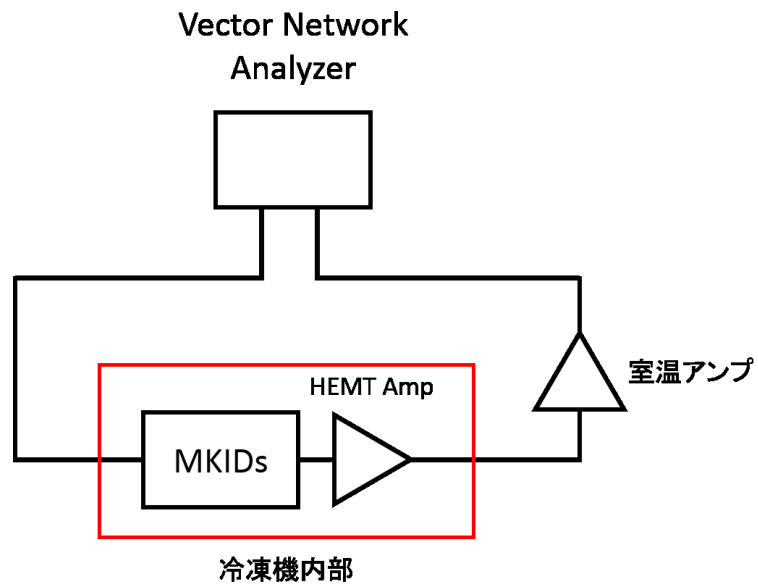 Vector Network
Analyzer
室温アンプ
HEMT Amp
MKIDs
冷凍機内部